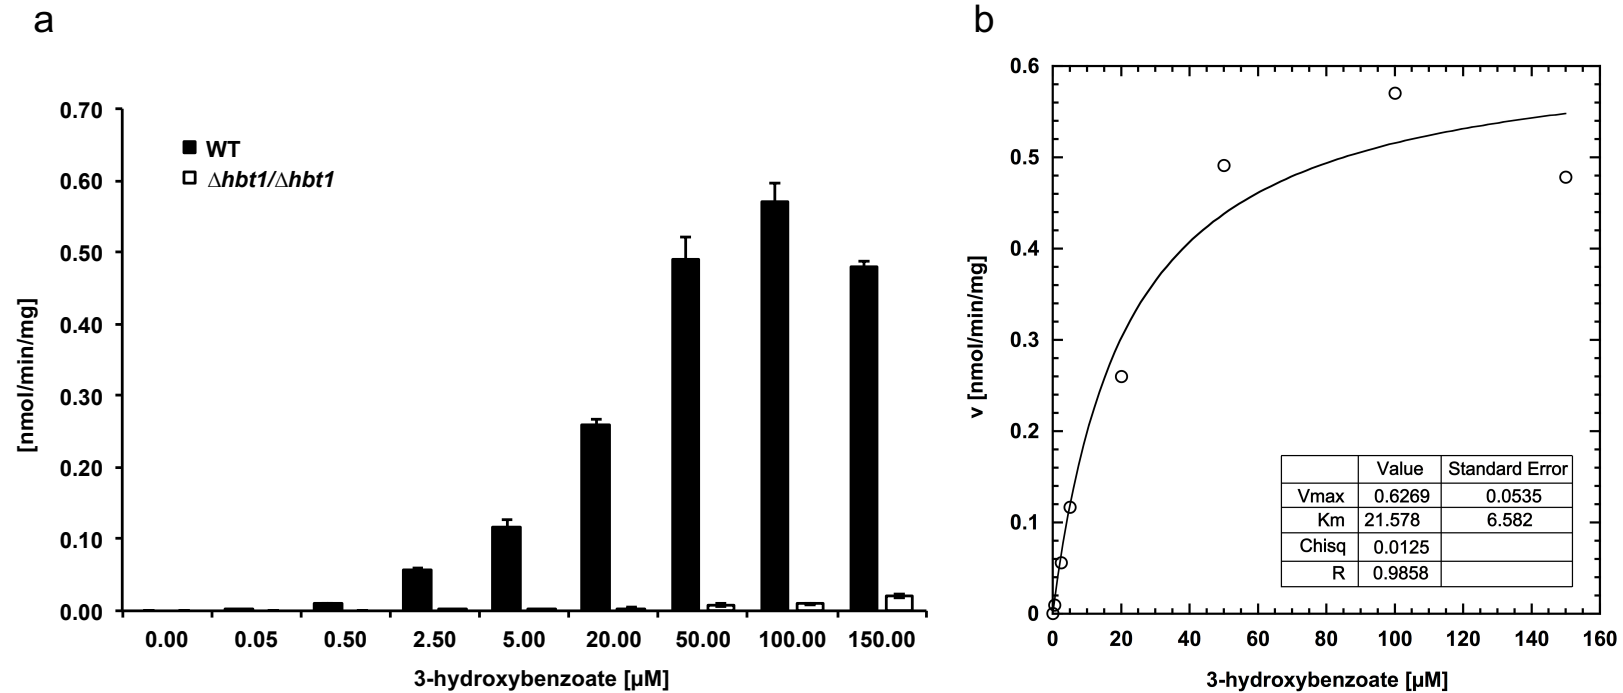 a
[nmol/min/mg]
0.70
0.60
0.50
0.40
0.30
0.20
0.10
0.00
WT
Δhbt1/Δhbt1
0.00 0.05 0.50 2.50 5.00 20.00 50.00 100.00 150.00
3-hydroxybenzoate [µM]
b
v [nmol/min/mg]
0.6
0.5
0.4
0.3
0.2
0.1
0
Value Standard Error
Vmax 0.6269 0.0535
Km 21.578 6.582
Chisq 0.0125
R 0.9858
0 20 40 60 80 100 120 140 160
3-hydroxybenzoate [µM]